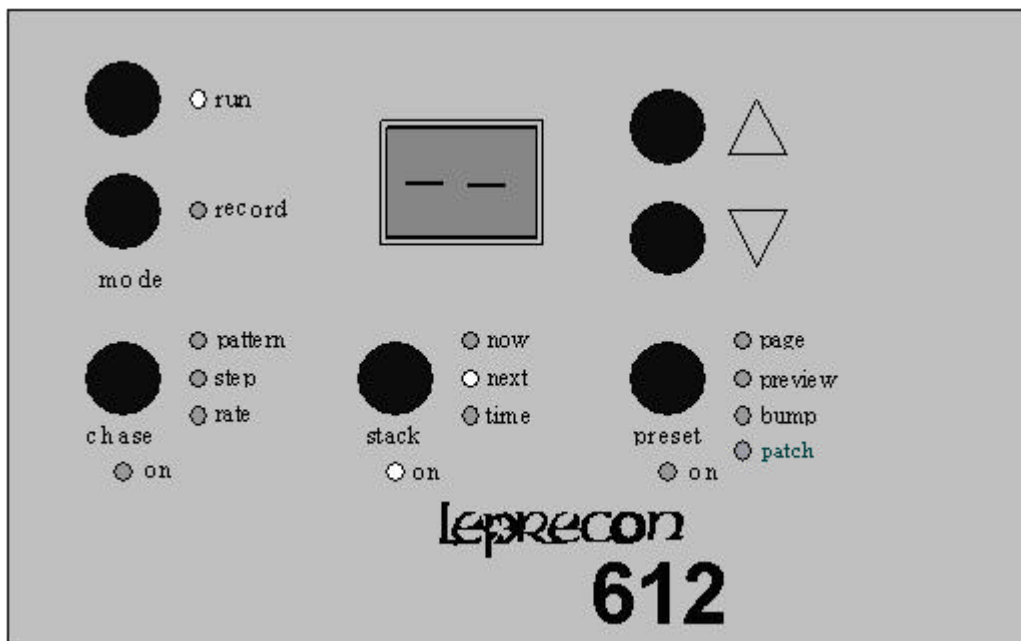 run
record
mode
– –
pattern
step
rate
chase
on
now
next
time
stack
on
page
preview
bump
patch
preset
on
Leprecon
612